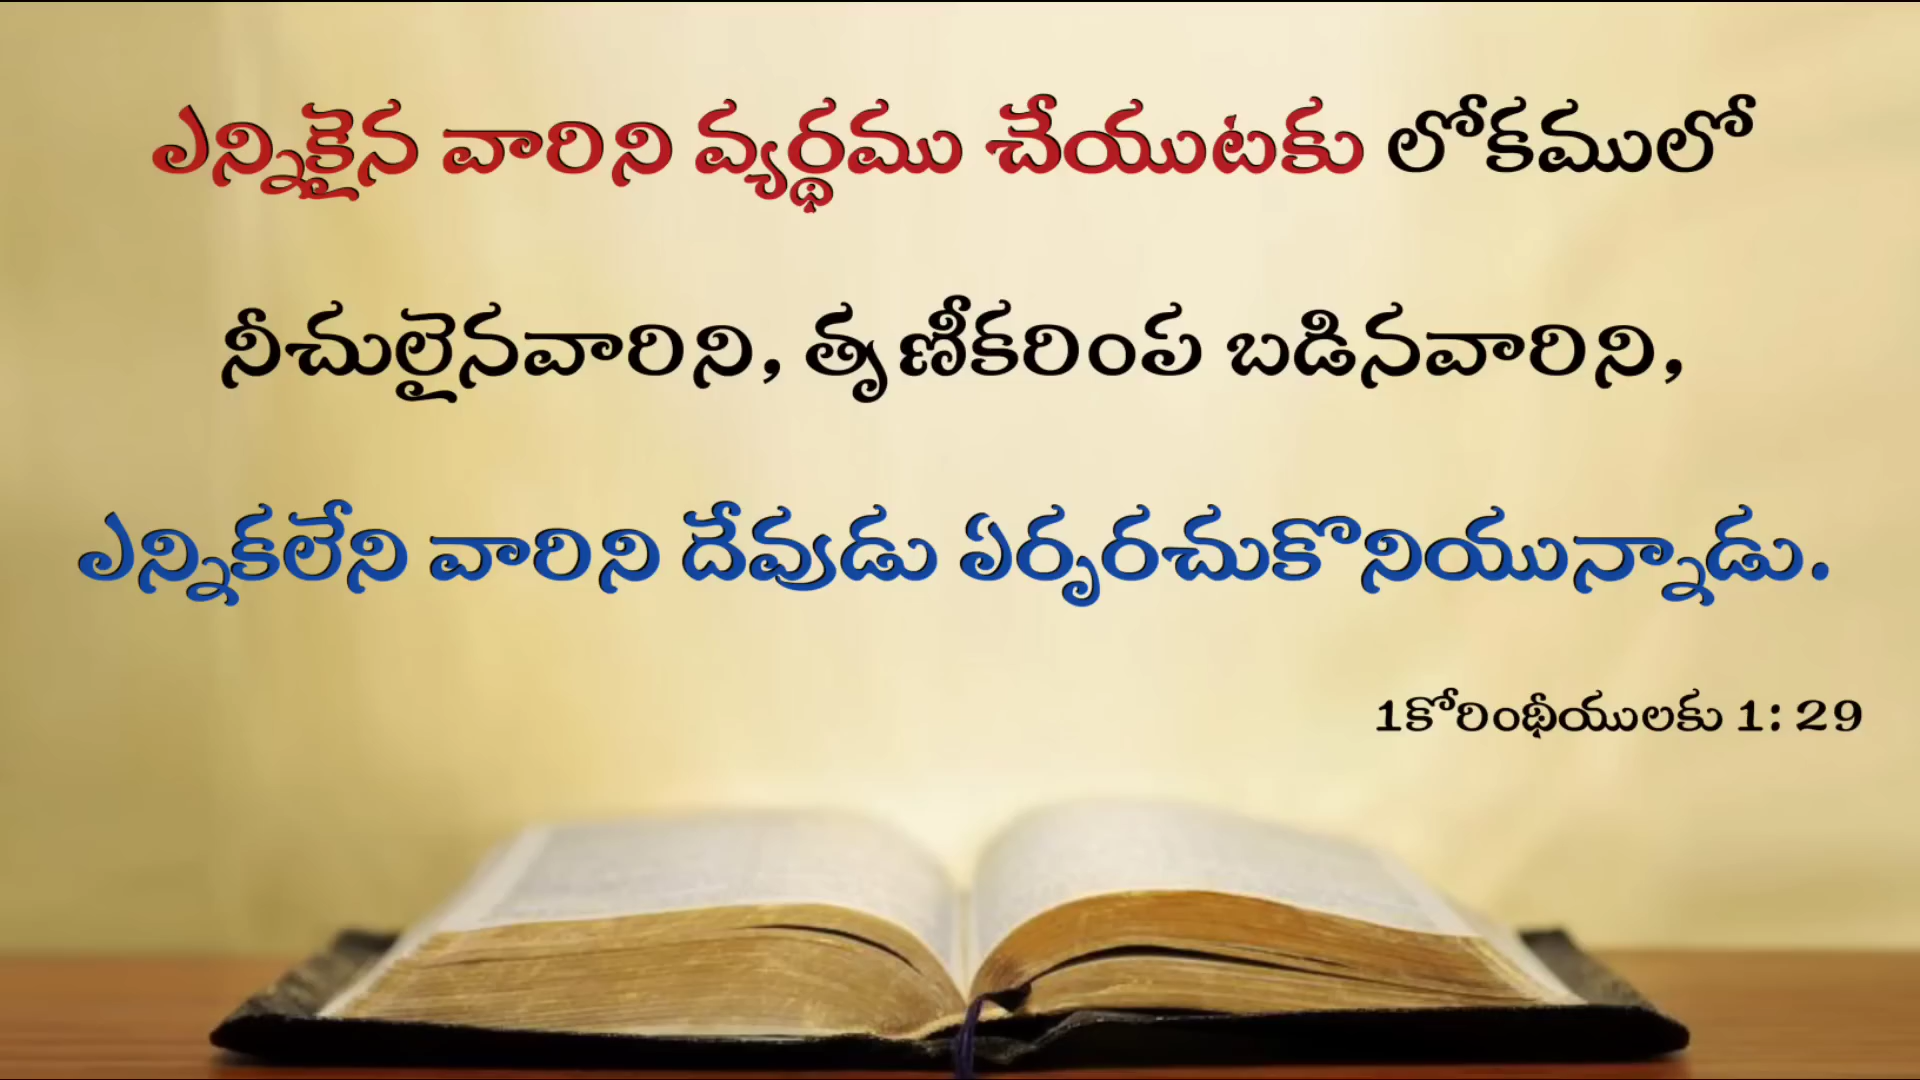 ఎన్నికైన వారిని వ్యర్థము చేయుటకు లోకములో
నీచులైనవారిని, తృణీకరింప బడినవారిని,
ఎన్నికలేని వారిని దేవుడు ఏర్పరచుకొనియున్నాడు.
1కోరింథీయులకు 1: 29